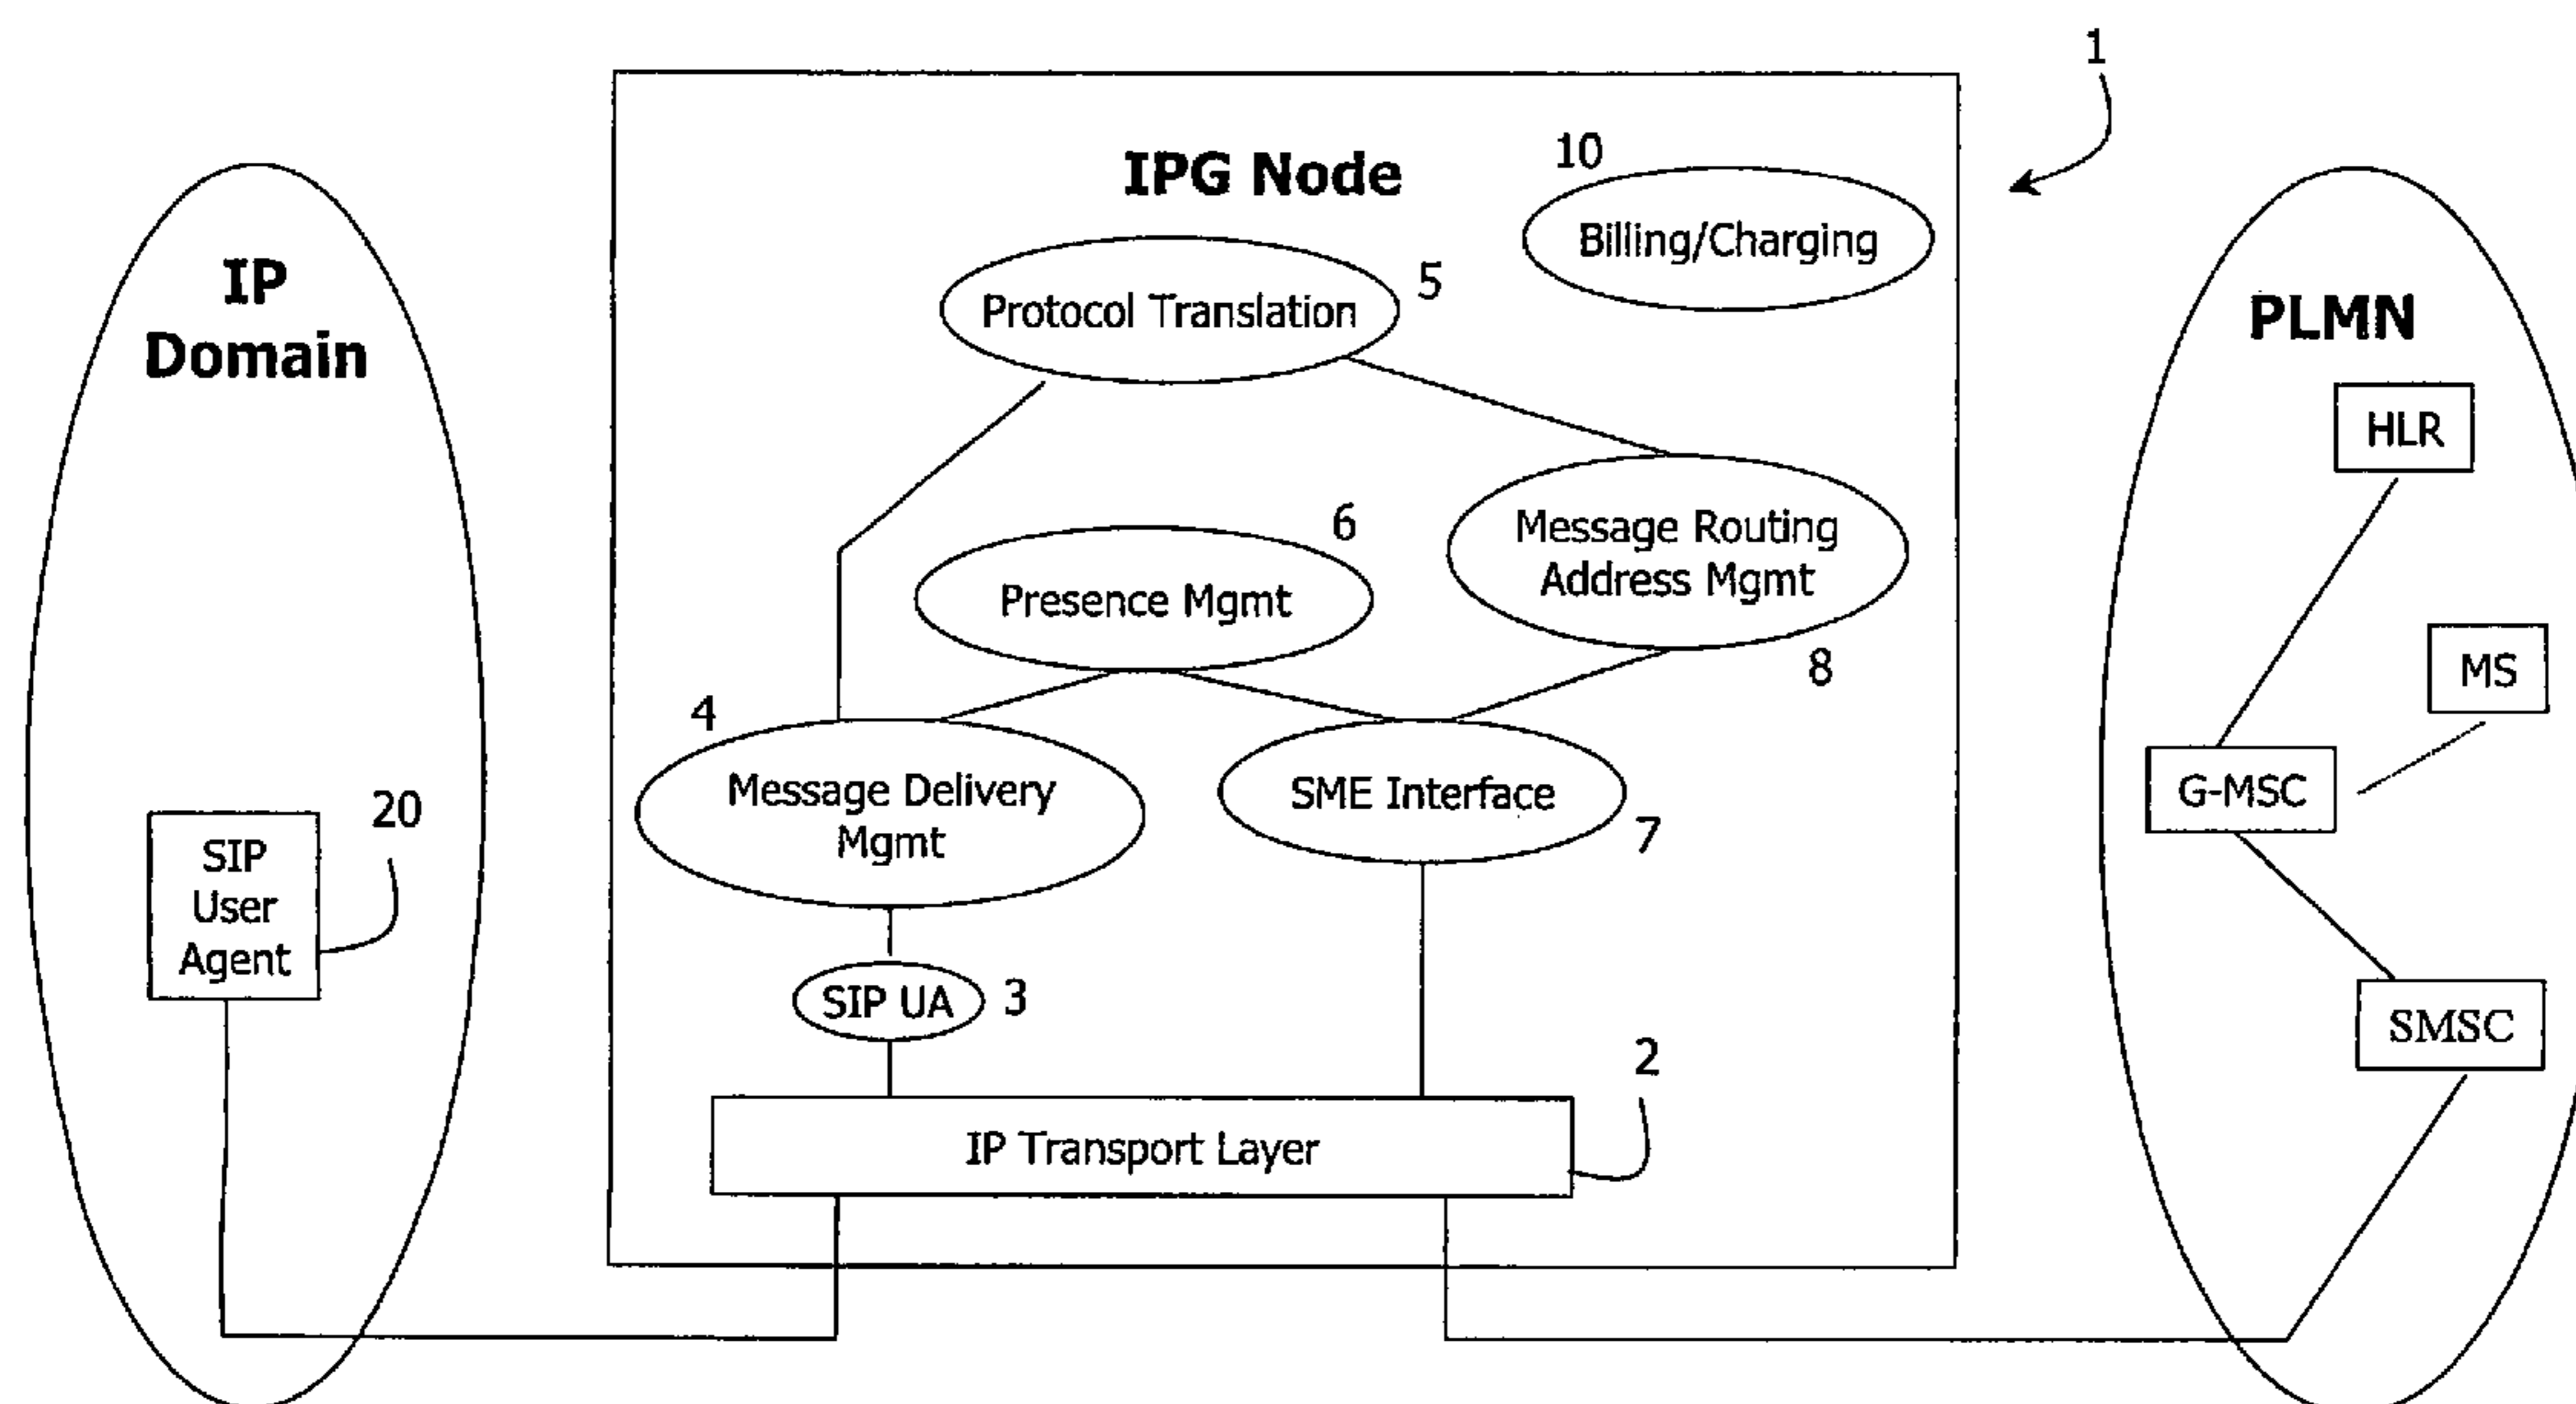 1
IPG Node
10
Billing/Charging
5
Protocol Translation
IP
Domain
PLMN
HLR
6
Presence Mgmt
Message Routing
Address Mgmt
8
MS
4
Message Delivery
Mgmt
SME Interface
7
G-MSC
20
SIP
User
Agent
SIP UA
3
SMSC
2
IP Transport Layer